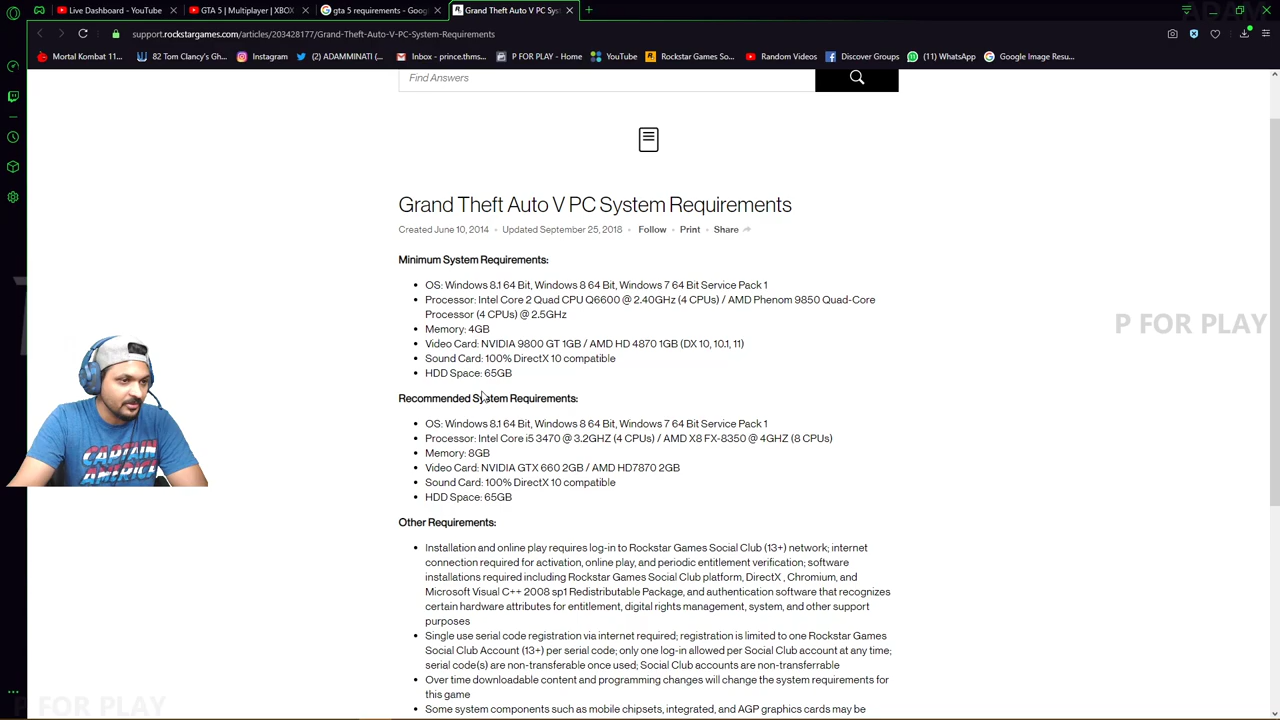 Live Dashboard - YouTube
GTA 5 | Multiplayer | XBOX
gta 5 requirements - Goog
Grand Theft Auto V PC Syst
support.rockstargames.com/articles/203428177/Grand-Theft-Auto-V-PC-System-Requirements
Mortal Kombat 11 ...
82 Tom Clancy's Gh...
Instagram
(2) ADAMMINATI (...
Inbox - prince.thms...
P FOR PLAY - Home
YouTube
Rockstar Games So...
Random Videos
Discover Groups
(11) WhatsApp
Google Image Resu...
Find Answers
Grand Theft Auto V PC System Requirements
Created June 10, 2014 • Updated September 25, 2018 • Follow • Print • Share
Minimum System Requirements:
• OS: Windows 8.1 64 Bit, Windows 8 64 Bit, Windows 7 64 Bit Service Pack 1
• Processor: Intel Core 2 Quad CPU Q6600 @ 2.40GHz (4 CPUs) / AMD Phenom 9850 Quad-Core
Processor (4 CPUs) @ 2.5GHz
• Memory: 4GB
• Video Card: NVIDIA 9800 GT 1GB / AMD HD 4870 1GB (DX 10, 10.1, 11)
• Sound Card: 100% DirectX 10 compatible
• HDD Space: 65GB
Recommended System Requirements:
• OS: Windows 8.1 64 Bit, Windows 8 64 Bit, Windows 7 64 Bit Service Pack 1
• Processor: Intel Core i5 3470 @ 3.2GHZ (4 CPUs) / AMD X8 FX-8350 @ 4GHZ (8 CPUs)
• Memory: 8GB
• Video Card: NVIDIA GTX 660 2GB / AMD HD7870 2GB
• Sound Card: 100% DirectX 10 compatible
• HDD Space: 65GB
Other Requirements:
• Installation and online play requires log-in to Rockstar Games Social Club (13+) network; internet
connection required for activation, online play, and periodic entitlement verification; software
installations required including Rockstar Games Social Club platform, DirectX , Chromium, and
Microsoft Visual C++ 2008 sp1 Redistributable Package, and authentication software that recognizes
certain hardware attributes for entitlement, digital rights management, system, and other support
purposes
• Single use serial code registration via internet required; registration is limited to one Rockstar Games
Social Club Account (13+) per serial code; only one log-in allowed per Social Club account at any time;
serial code(s) are non-transferable once used; Social Club accounts are non-transferrable
• Over time downloadable content and programming changes will change the system requirements for
this game
• Some system components such as mobile chipsets, integrated, and AGP graphics cards may be
P FOR PLAY
CAPTAIN
AMERICA
P FOR PLAY